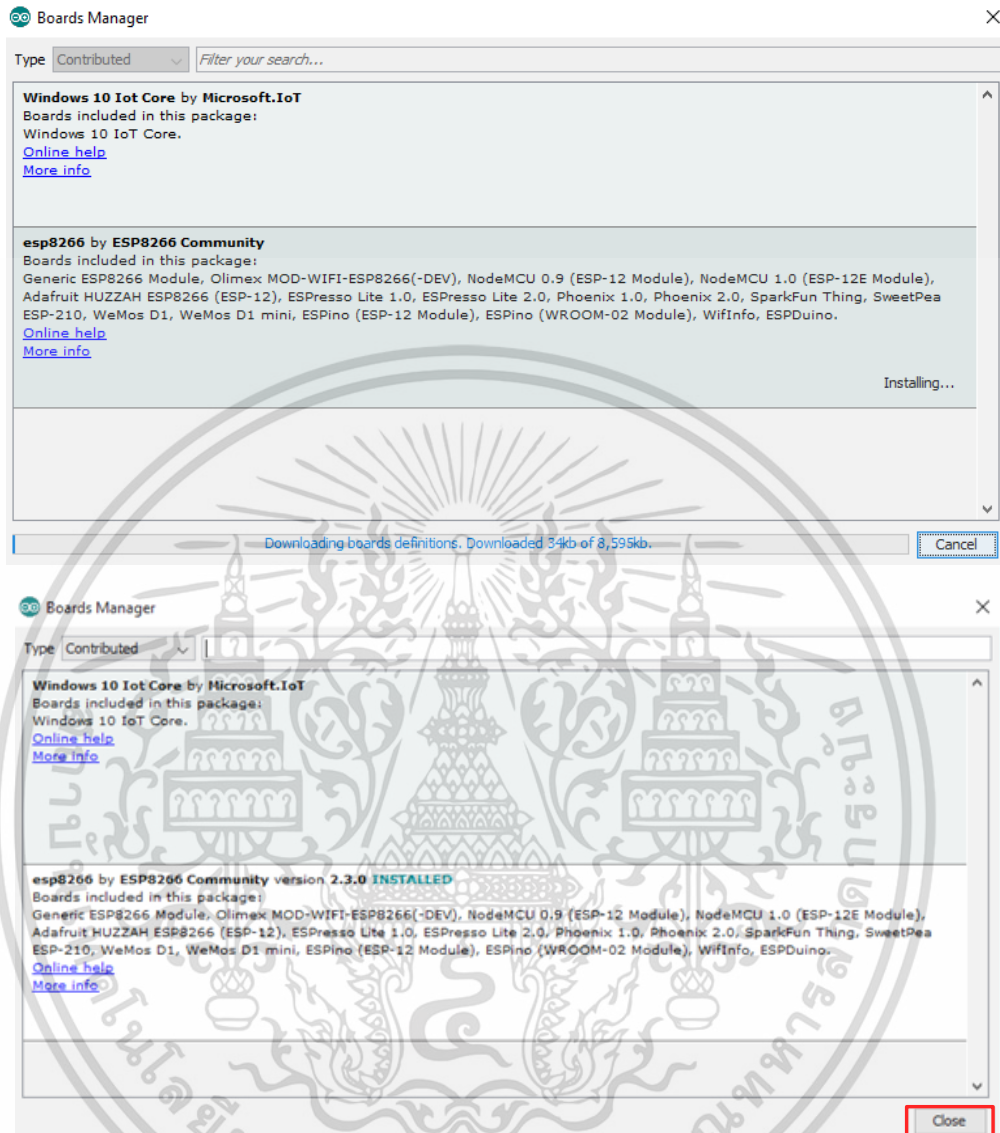 Boards Manager
Type Contributed Filter your search...
Windows 10 Iot Core by Microsoft.IoT
Boards included in this package:
Windows 10 IoT Core.
Online help
More info
esp8266 by ESP8266 Community
Boards included in this package:
Generic ESP8266 Module, Olimex MOD-WIFI-ESP8266(-DEV), NodeMCU 0.9 (ESP-12 Module), NodeMCU 1.0 (ESP-12E Module),
Adafruit HUZZAH ESP8266 (ESP-12), ESPresso Lite 1.0, ESPresso Lite 2.0, Phoenix 1.0, Phoenix 2.0, SparkFun Thing, SweetPea
ESP-210, WeMos D1, WeMos D1 mini, ESPino (ESP-12 Module), ESPino (WROOM-02 Module), WifInfo, ESPDuino.
Online help
More info
Installing...
Downloading boards definitions. Downloaded 34kb of 8,595kb.
Cancel
Boards Manager
Type Contributed
Windows 10 Iot Core by Microsoft.IoT
Boards included in this package:
Windows 10 IoT Core.
Online help
More info
esp8266 by ESP8266 Community version 2.3.0 INSTALLED
Boards included in this package:
Generic ESP8266 Module, Olimex MOD-WIFI-ESP8266(-DEV), NodeMCU 0.9 (ESP-12 Module), NodeMCU 1.0 (ESP-12E Module),
Adafruit HUZZAH ESP8266 (ESP-12), ESPresso Lite 1.0, ESPresso Lite 2.0, Phoenix 1.0, Phoenix 2.0, SparkFun Thing, SweetPea
ESP-210, WeMos D1, WeMos D1 mini, ESPino (ESP-12 Module), ESPino (WROOM-02 Module), WifInfo, ESPDuino.
Online help
More info
Close